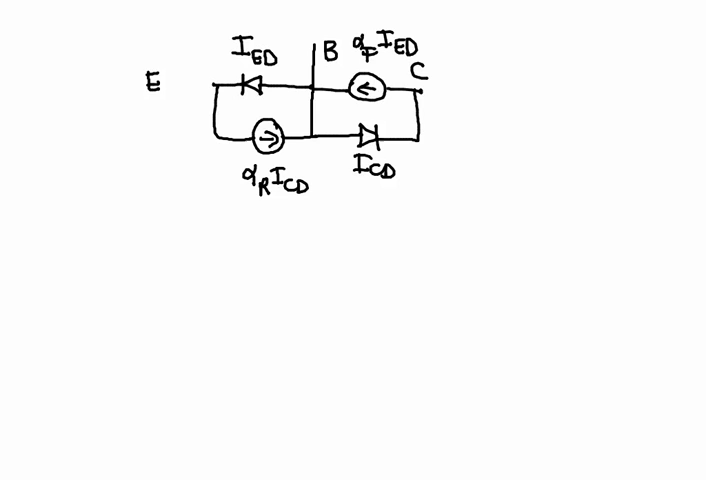 I_ED B α_F I_ED
E C
α_R I_CD I_CD